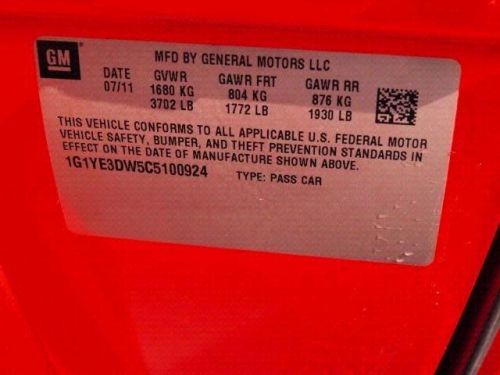 GM
MFD BY GENERAL MOTORS LLC
DATE GVWR GAWR FRT GAWR RR
07/11 1680 KG 804 KG 876 KG
3702 LB 1772 LB 1930 LB
THIS VEHICLE CONFORMS TO ALL APPLICABLE U.S. FEDERAL MOTOR
VEHICLE SAFETY, BUMPER, AND THEFT PREVENTION STANDARDS IN
EFFECT ON THE DATE OF MANUFACTURE SHOWN ABOVE.
1G1YE3DW5C5100924 TYPE: PASS CAR